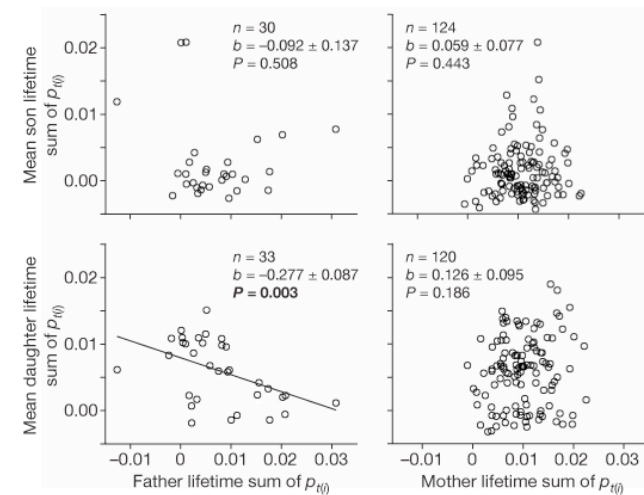 n = 30
b = –0.092 ± 0.137
P = 0.508
n = 124
b = 0.059 ± 0.077
P = 0.443
Mean son lifetime
sum of pt(i)
0.02
0.01
0.00
n = 33
b = –0.277 ± 0.087
P = 0.003
n = 120
b = 0.126 ± 0.095
P = 0.186
Mean daughter lifetime
sum of pt(i)
0.02
0.01
0.00
–0.01 0 0.01 0.02 0.03
–0.01 0 0.01 0.02 0.03
Father lifetime sum of pt(i)
Mother lifetime sum of pt(i)